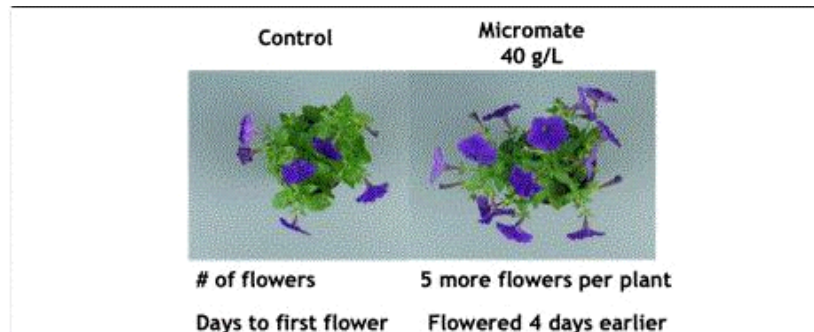 Control
Micromate
40 g/L
# of flowers
5 more flowers per plant
Days to first flower
Flowered 4 days earlier